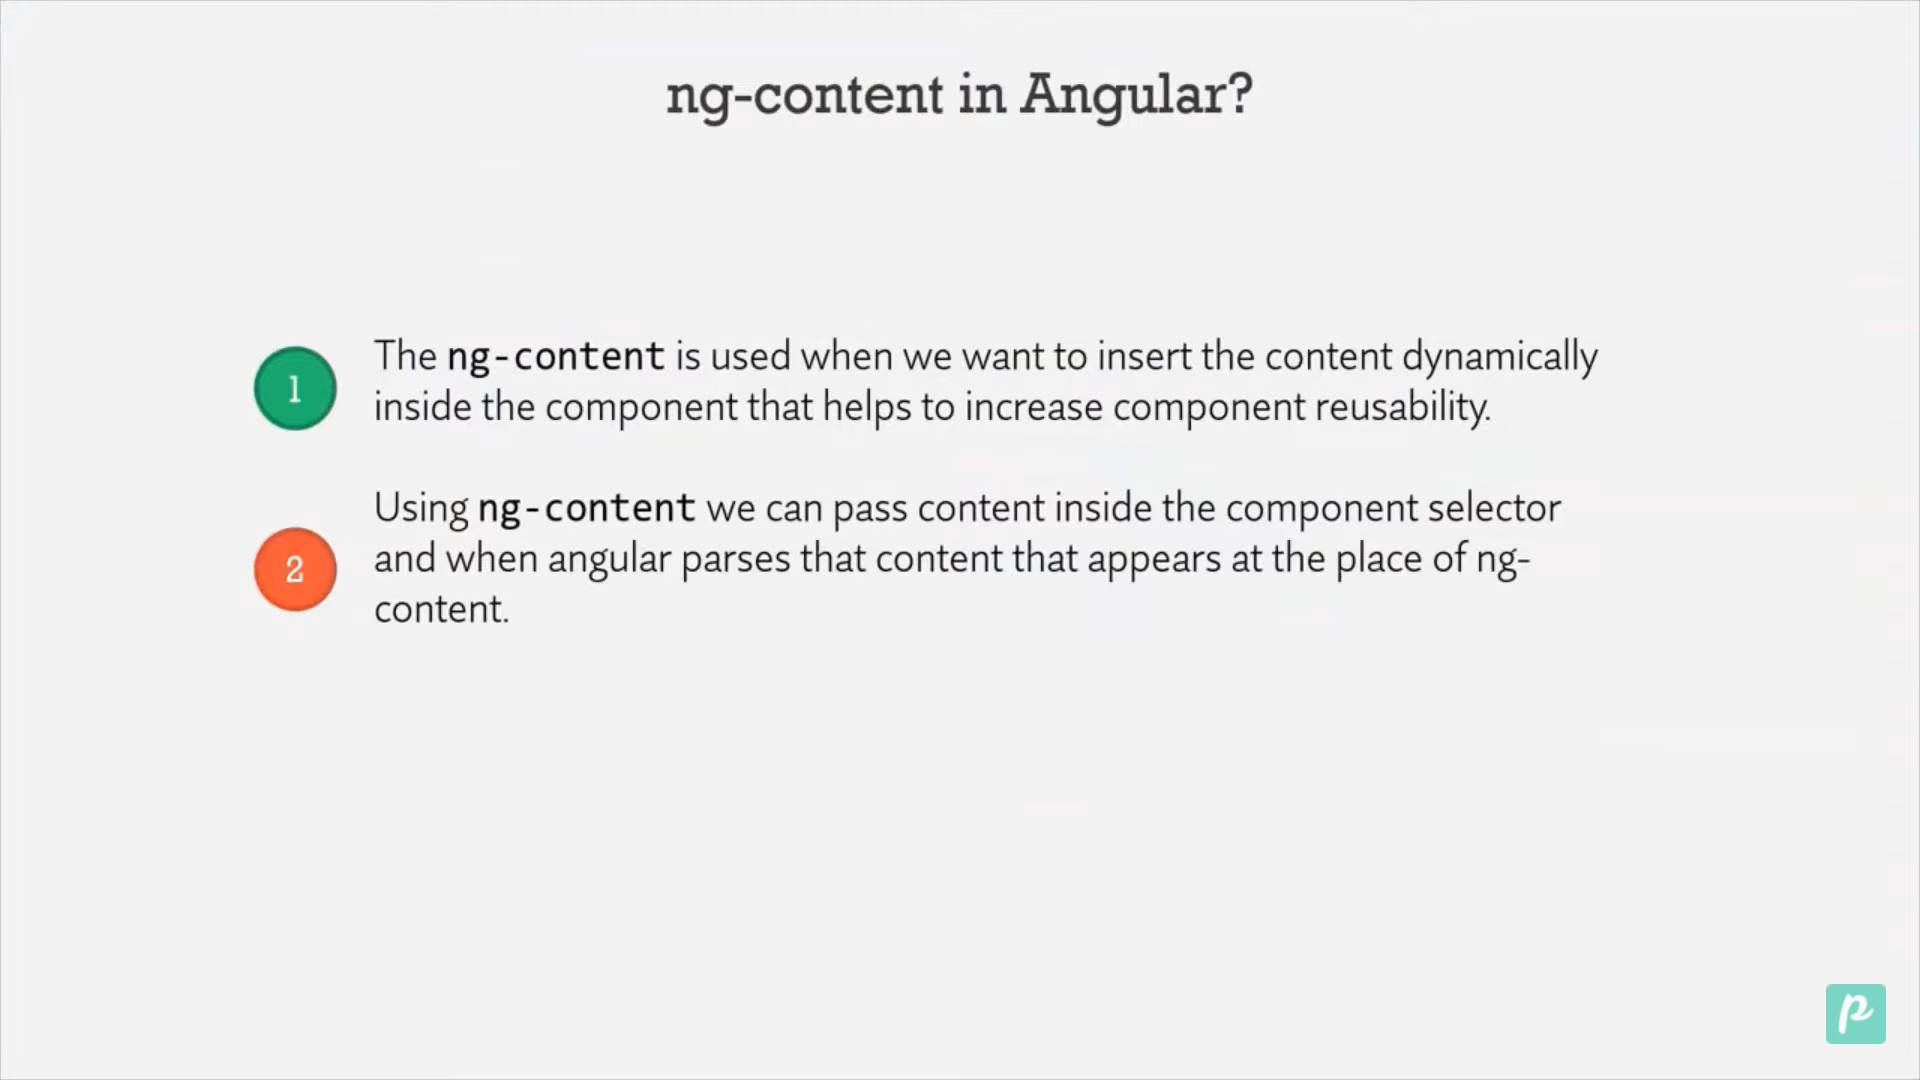 ng-content in Angular?
1
The ng-content is used when we want to insert the content dynamically
inside the component that helps to increase component reusability.
2
Using ng-content we can pass content inside the component selector
and when angular parses that content that appears at the place of ng-
content.
p